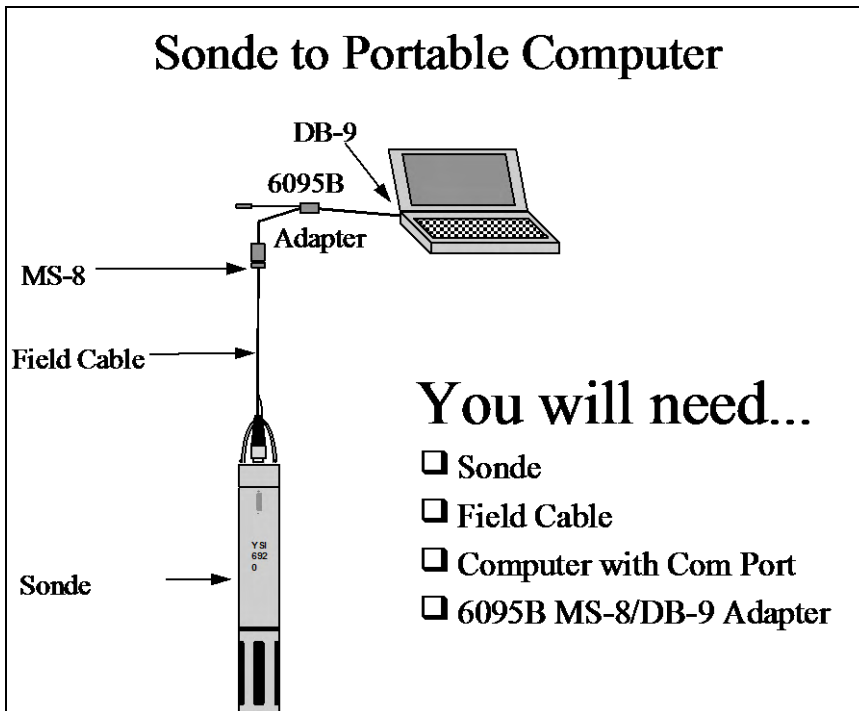 Sonde to Portable Computer
DB-9
6095B
Adapter
MS-8
Field Cable
Sonde
YSI
692
0
You will need...
Sonde
Field Cable
Computer with Com Port
6095B MS-8/DB-9 Adapter